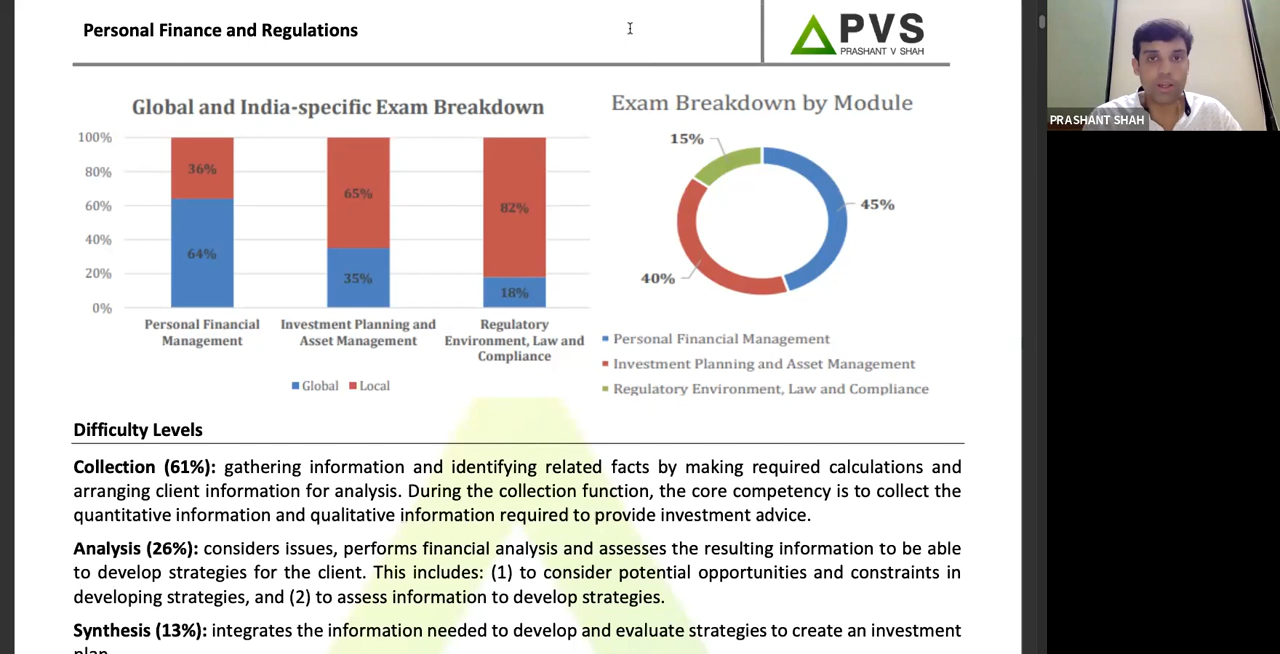 Personal Finance and Regulations
PVS
PRASHANT V SHAH
PRASHANT SHAH
Global and India-specific Exam Breakdown
100%
80%
60%
40%
20%
0%
36%
64%
65%
35%
82%
18%
Personal Financial
Management
Investment Planning and
Asset Management
Regulatory
Environment, Law and
Compliance
Global
Local
Exam Breakdown by Module
15%
45%
40%
Personal Financial Management
Investment Planning and Asset Management
Regulatory Environment, Law and Compliance
Difficulty Levels
Collection (61%): gathering information and identifying related facts by making required calculations and
arranging client information for analysis. During the collection function, the core competency is to collect the
quantitative information and qualitative information required to provide investment advice.
Analysis (26%): considers issues, performs financial analysis and assesses the resulting information to be able
to develop strategies for the client. This includes: (1) to consider potential opportunities and constraints in
developing strategies, and (2) to assess information to develop strategies.
Synthesis (13%): integrates the information needed to develop and evaluate strategies to create an investment
plan.